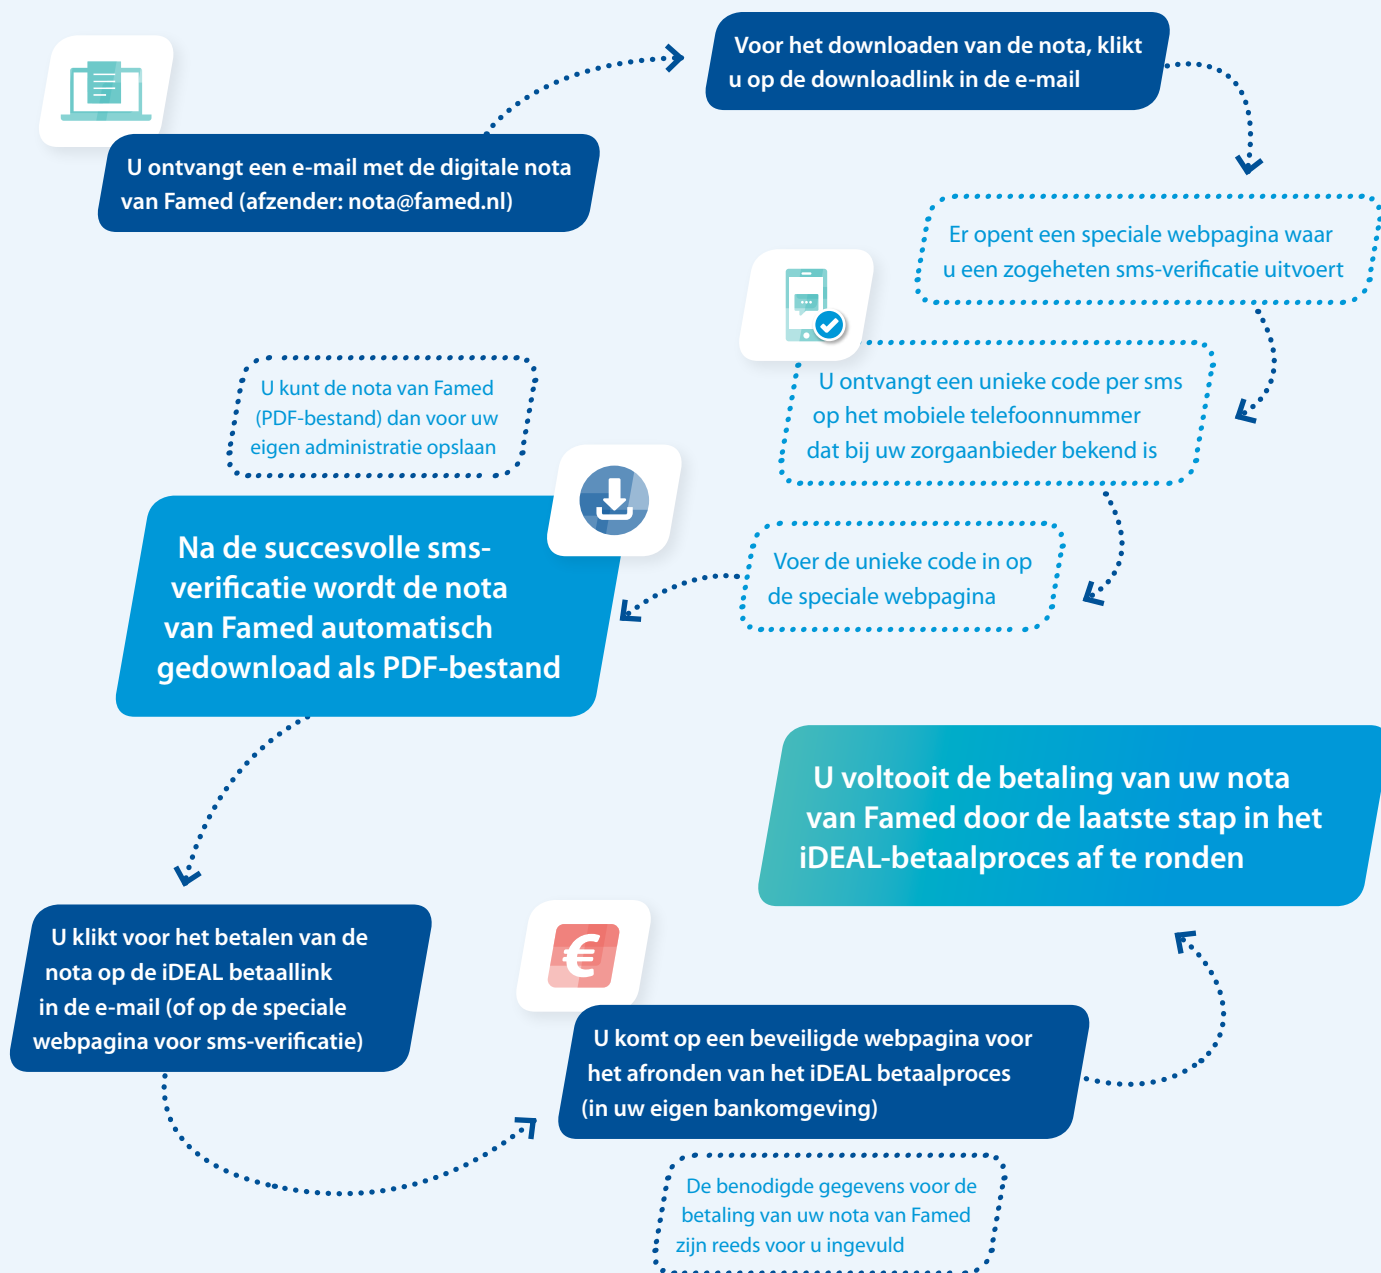 U ontvangt een e-mail met de digitale nota
van Famed (afzender: nota@famed.nl)
Voor het downloaden van de nota, klikt
u op de downloadlink in de e-mail
Er opent een speciale webpagina waar
u een zogeheten sms-verificatie uitvoert
U ontvangt een unieke code per sms
op het mobiele telefoonnummer
dat bij uw zorgaanbieder bekend is
Voer de unieke code in op
de speciale webpagina
Na de succesvolle sms-
verificatie wordt de nota
van Famed automatisch
gedownload als PDF-bestand
U kunt de nota van Famed
(PDF-bestand) dan voor uw
eigen administratie opslaan
U klikt voor het betalen van de
nota op de iDEAL betaallink
in de e-mail (of op de speciale
webpagina voor sms-verificatie)
€
U komt op een beveiligde webpagina voor
het afronden van het iDEAL betaalproces
(in uw eigen bankomgeving)
De benodigde gegevens voor de
betaling van uw nota van Famed
zijn reeds voor u ingevuld
U voltooit de betaling van uw nota
van Famed door de laatste stap in het
iDEAL-betaalproces af te ronden